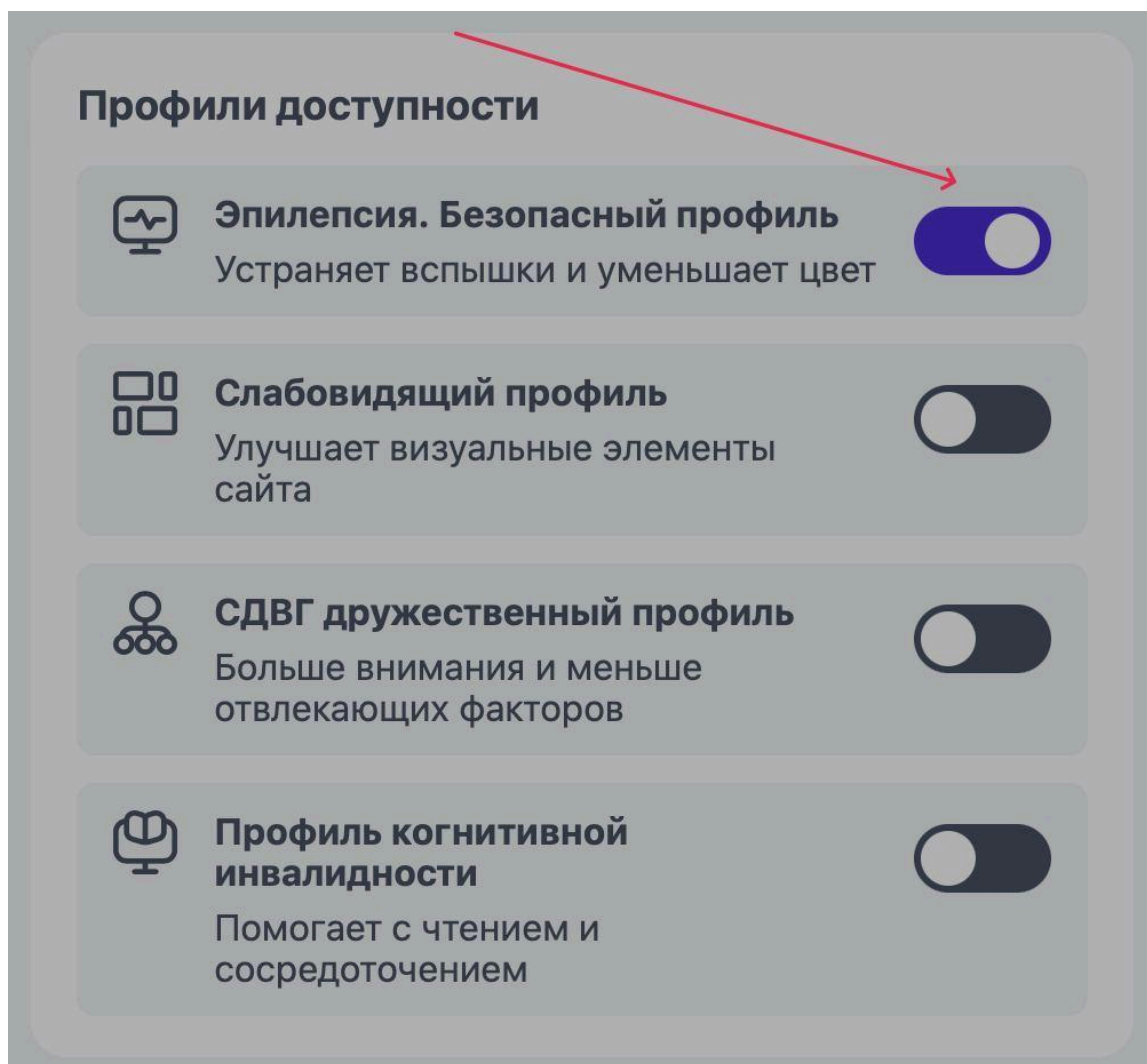 Профили доступности
Эпилепсия. Безопасный профиль
Устраняет вспышки и уменьшает цвет
Слабовидящий профиль
Улучшает визуальные элементы
сайта
СДВГ дружественный профиль
Больше внимания и меньше
отвлекающих факторов
Профиль когнитивной
инвалидности
Помогает с чтением и
сосредоточением